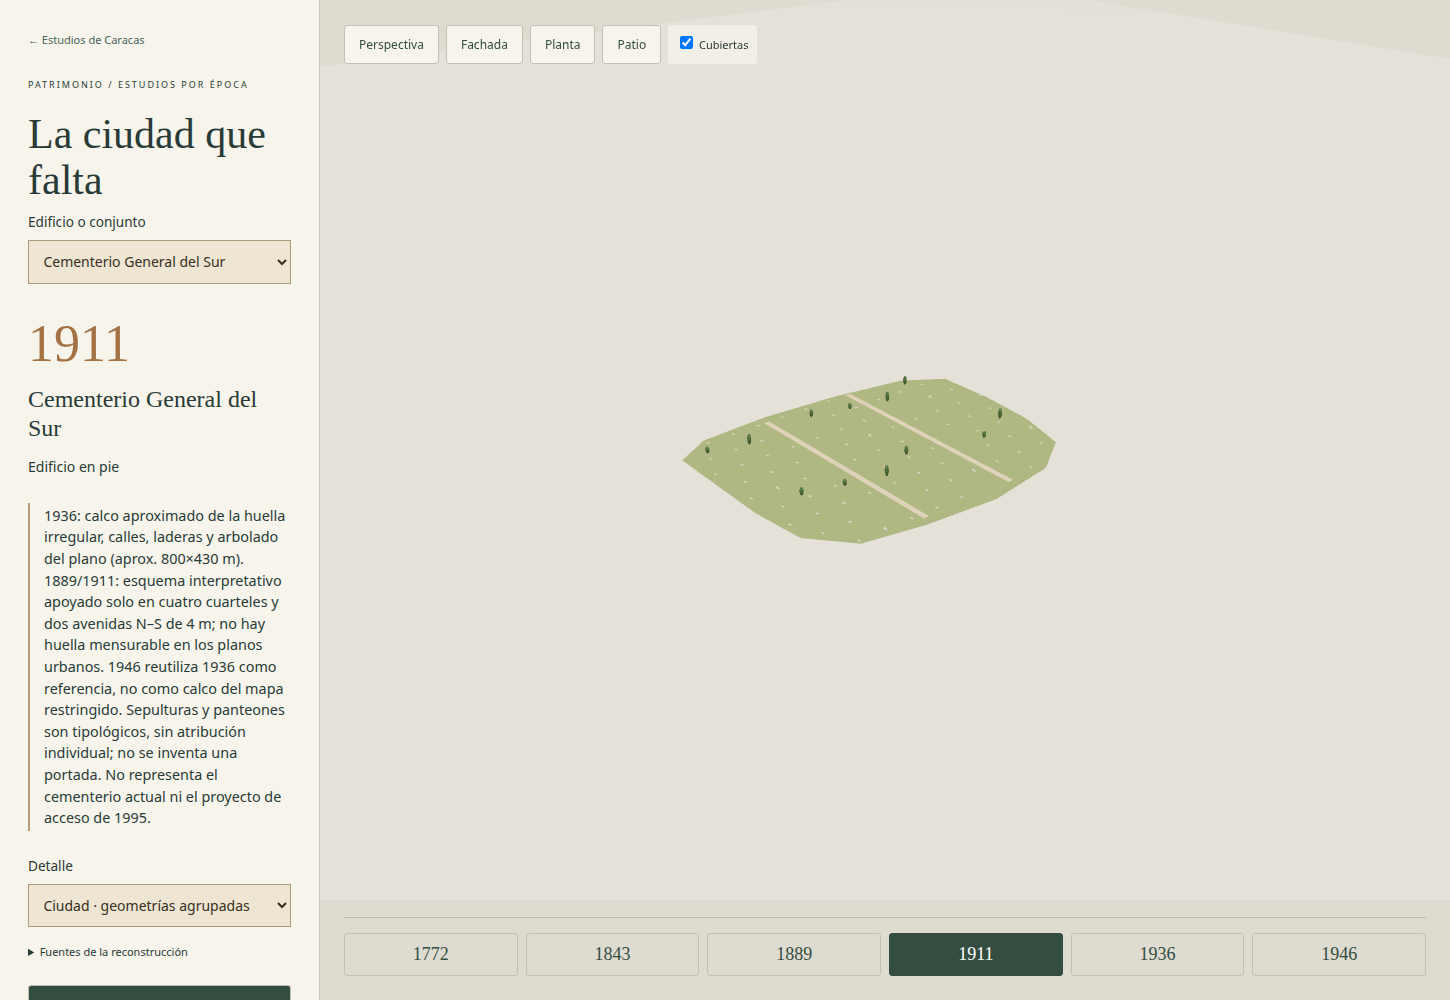 ← Estudios de Caracas
PATRIMONIO / ESTUDIOS POR ÉPOCA
La ciudad que
falta
Edificio o conjunto
Cementerio General del Sur
1911
Cementerio General del
Sur
Edificio en pie
1936: calco aproximado de la huella
irregular, calles, laderas y arbolado
del plano (aprox. 800×430 m).
1889/1911: esquema interpretativo
apoyado solo en cuatro cuarteles y
dos avenidas N–S de 4 m; no hay
huella mensurable en los planos
urbanos. 1946 reutiliza 1936 como
referencia, no como calco del mapa
restringido. Sepulturas y panteones
son tipológicos, sin atribución
individual; no se inventa una
portada. No representa el
cementerio actual ni el proyecto de
acceso de 1995.
Detalle
Ciudad · geometrías agrupadas
▶ Fuentes de la reconstrucción
Perspectiva
Fachada
Planta
Patio
Cubiertas
1772
1843
1889
1911
1936
1946